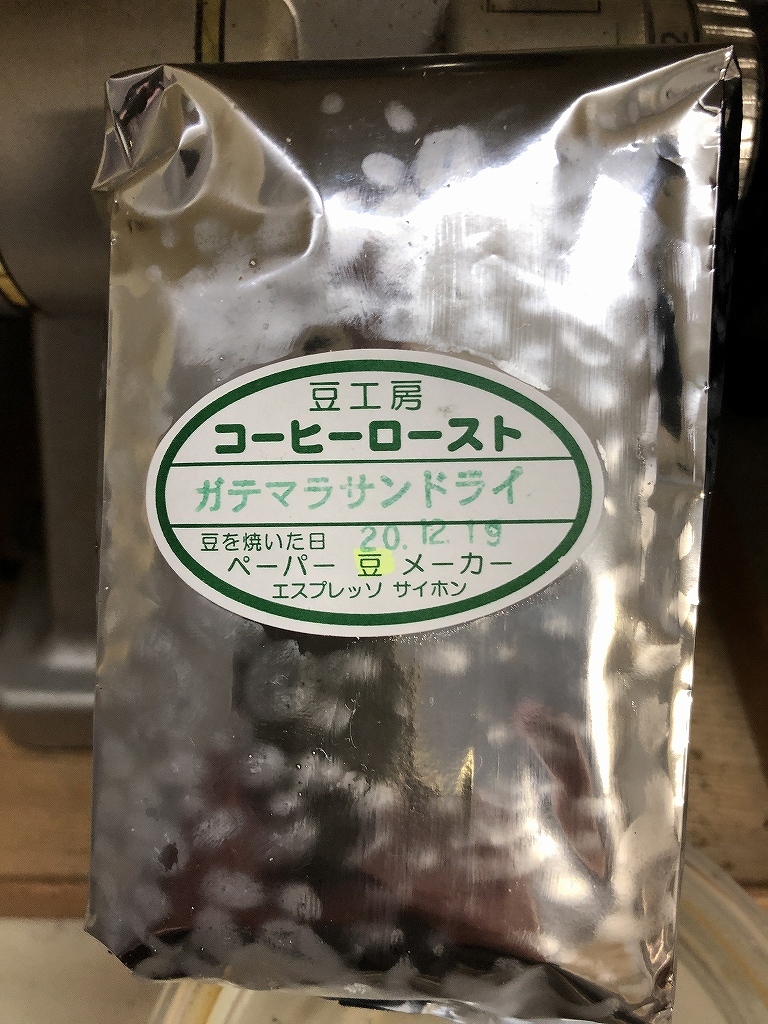 豆工房
コーヒーロースト
ガテマラサンドライ
豆を焼いた日 20.12.19
ペーパー 豆 メーカー
エスプレッソ サイホン